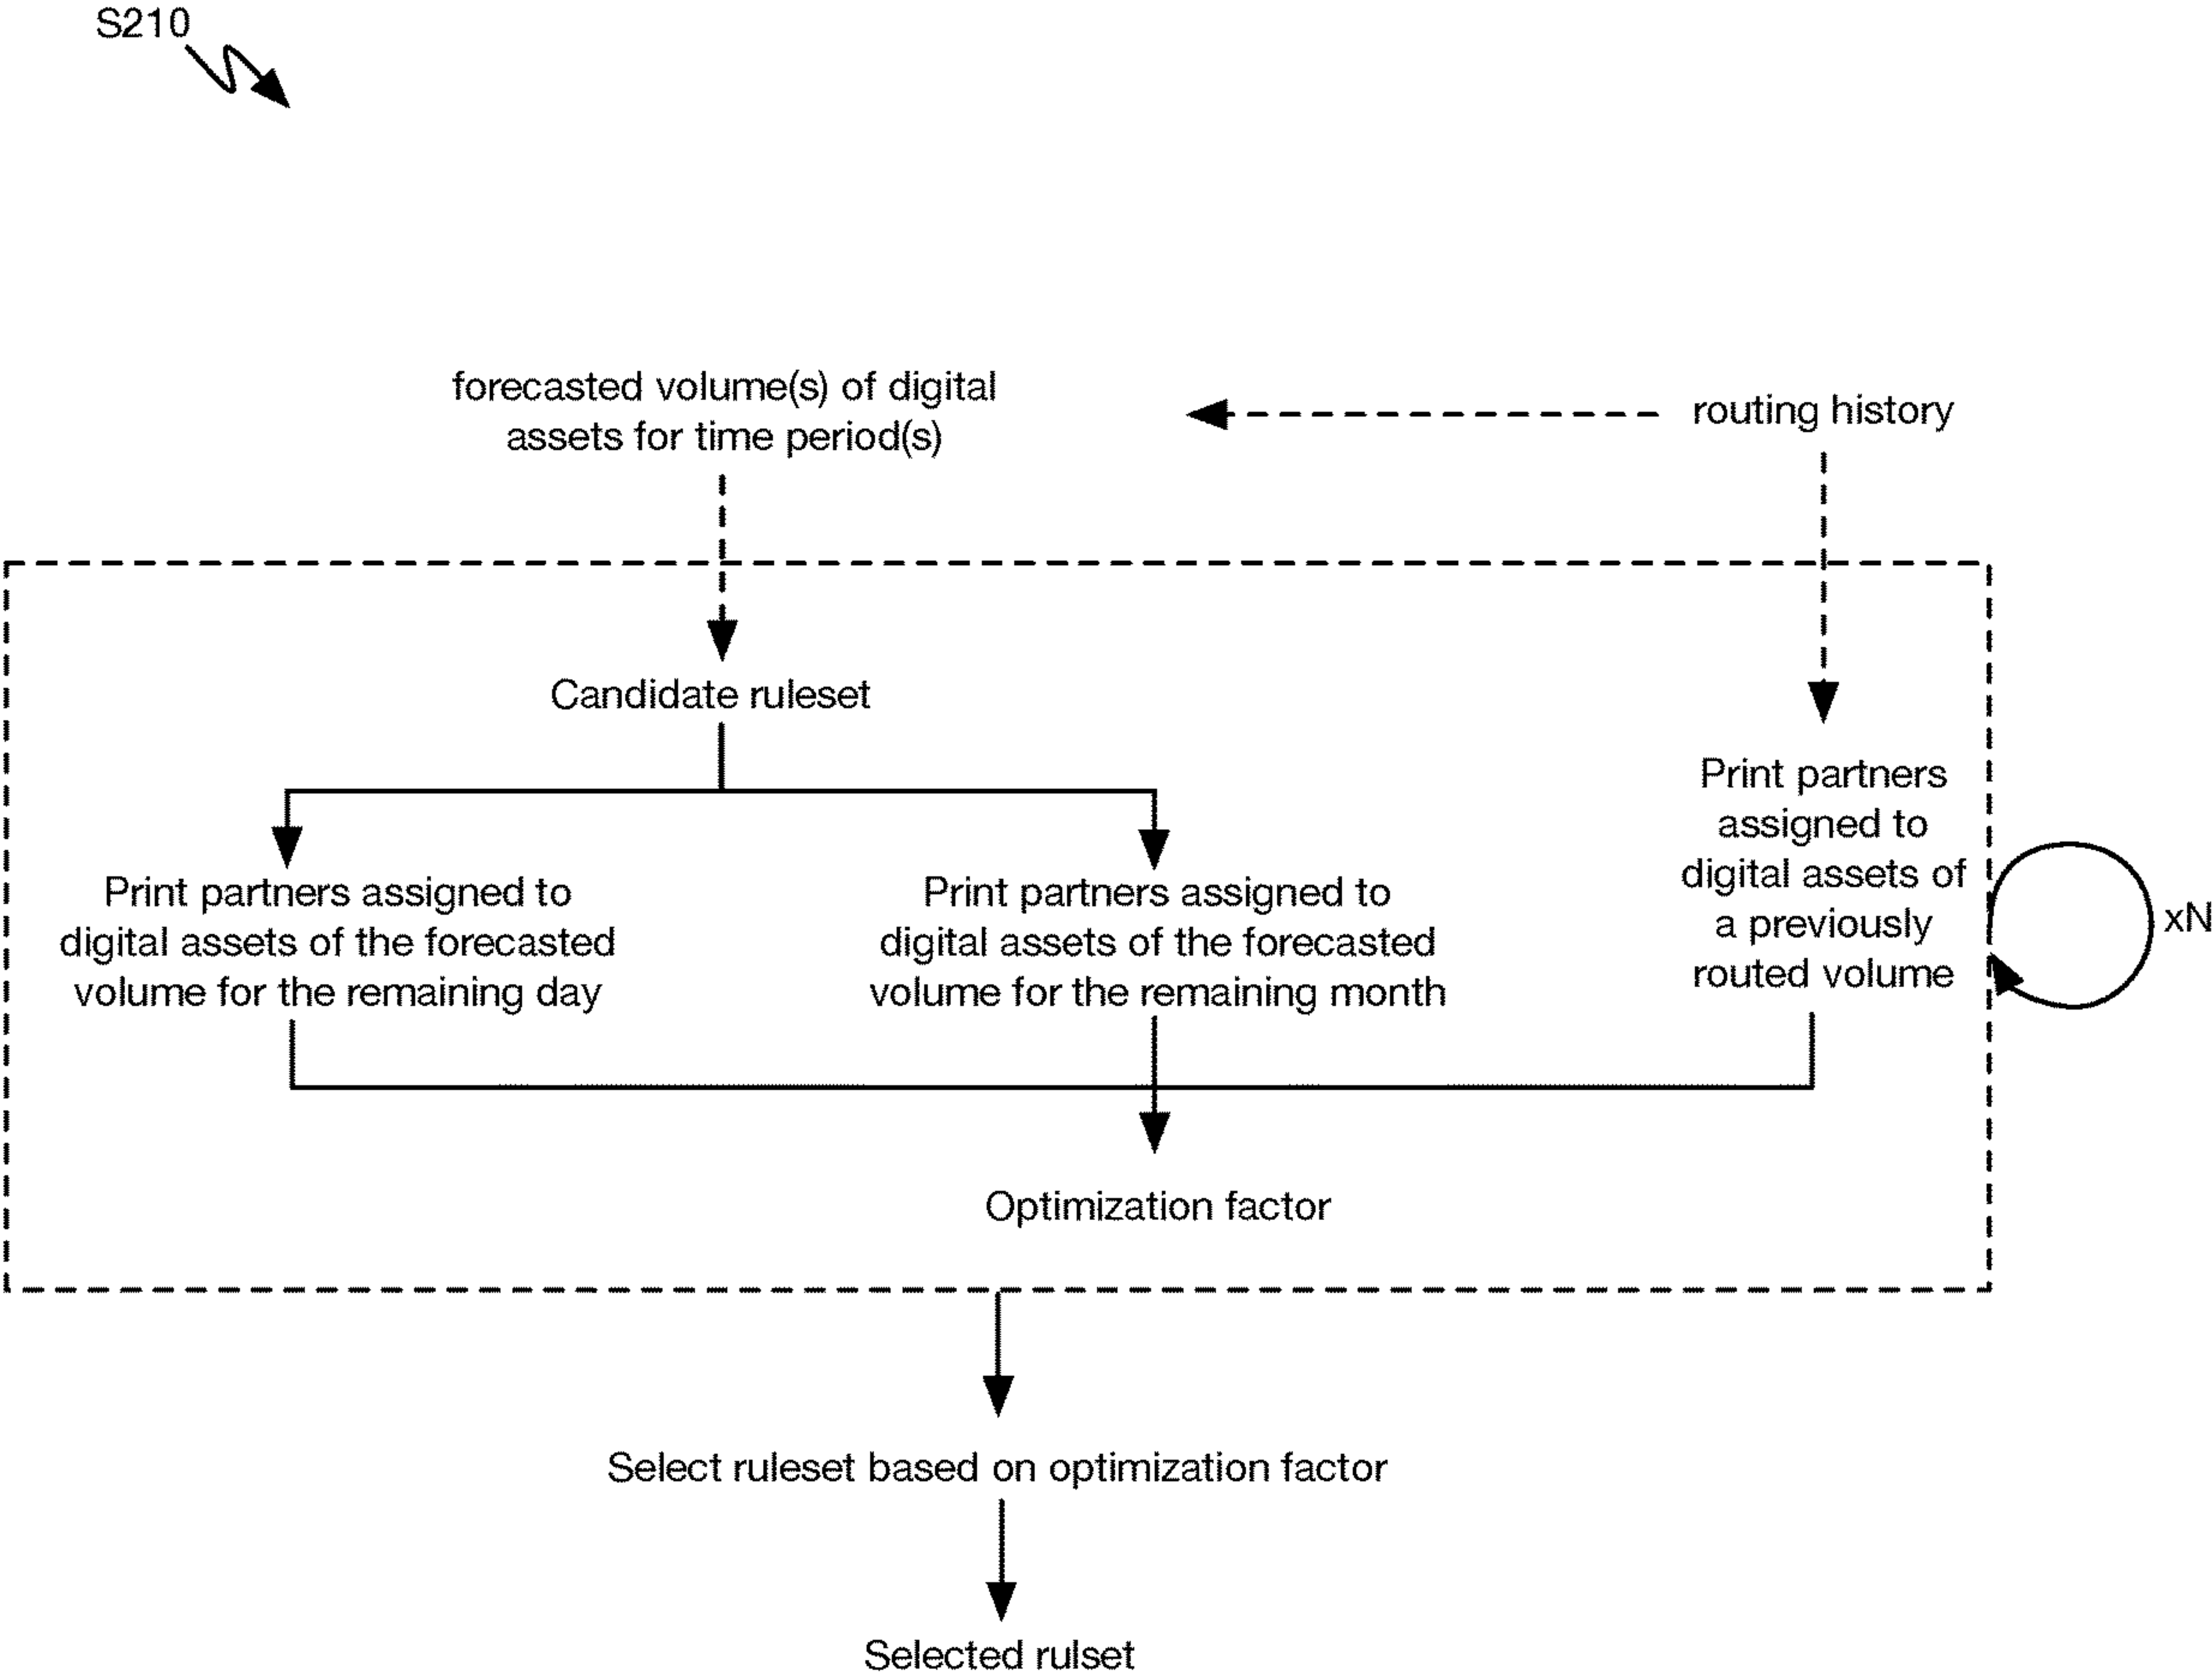 S210
forecasted volume(s) of digital
assets for time period(s)
routing history
Candidate ruleset
Print partners assigned to
digital assets of the forecasted
volume for the remaining day
Print partners assigned to
digital assets of the forecasted
volume for the remaining month
Print partners
assigned to
digital assets of
a previously
routed volume
xN
Optimization factor
Select ruleset based on optimization factor
Selected rulset